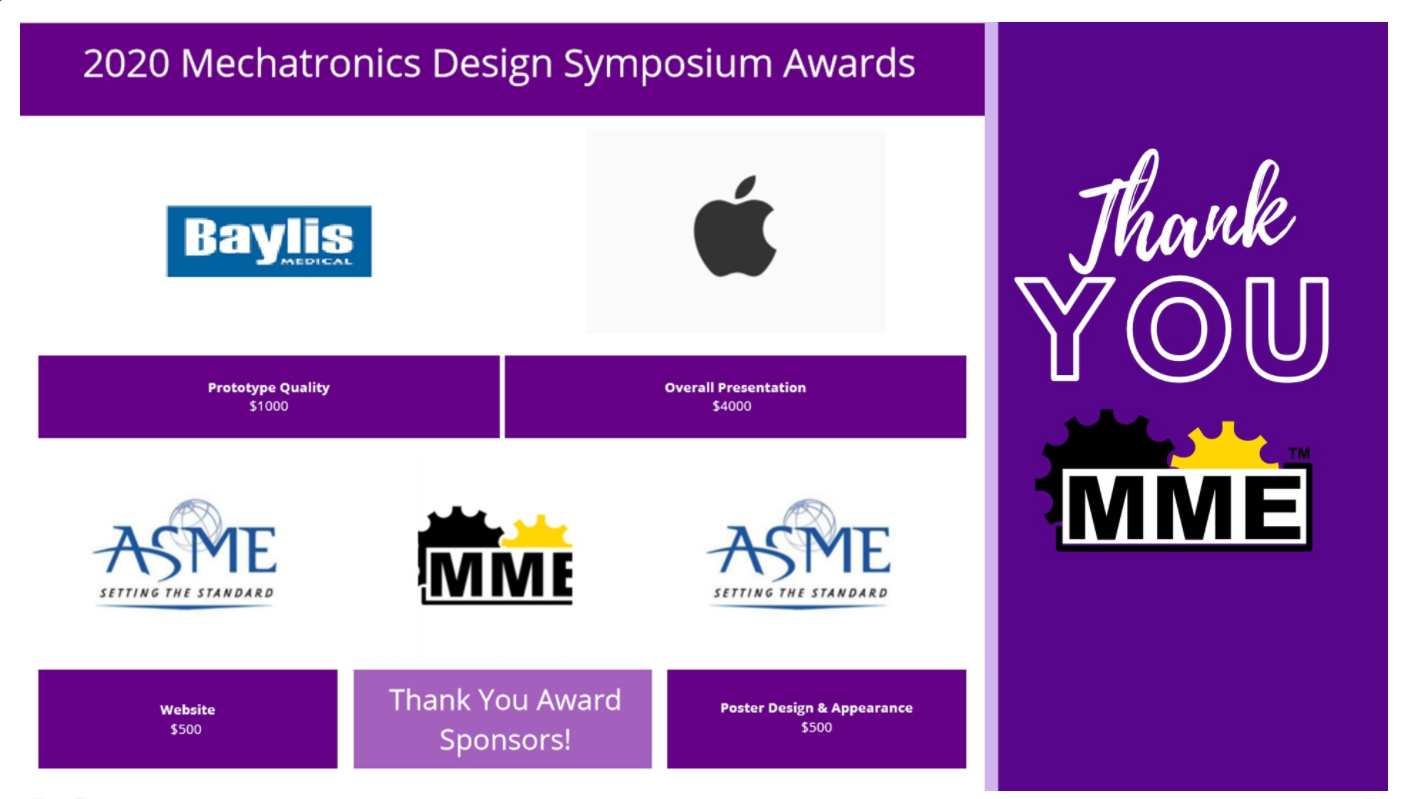 2020 Mechatronics Design Symposium Awards
Baylis
MEDICAL
Prototype Quality
$1000
Overall Presentation
$4000
ASME
SETTING THE STANDARD
MME
ASME
SETTING THE STANDARD
Website
$500
Thank You Award
Sponsors!
Poster Design & Appearance
$500
Thank
YOU
TM
MME